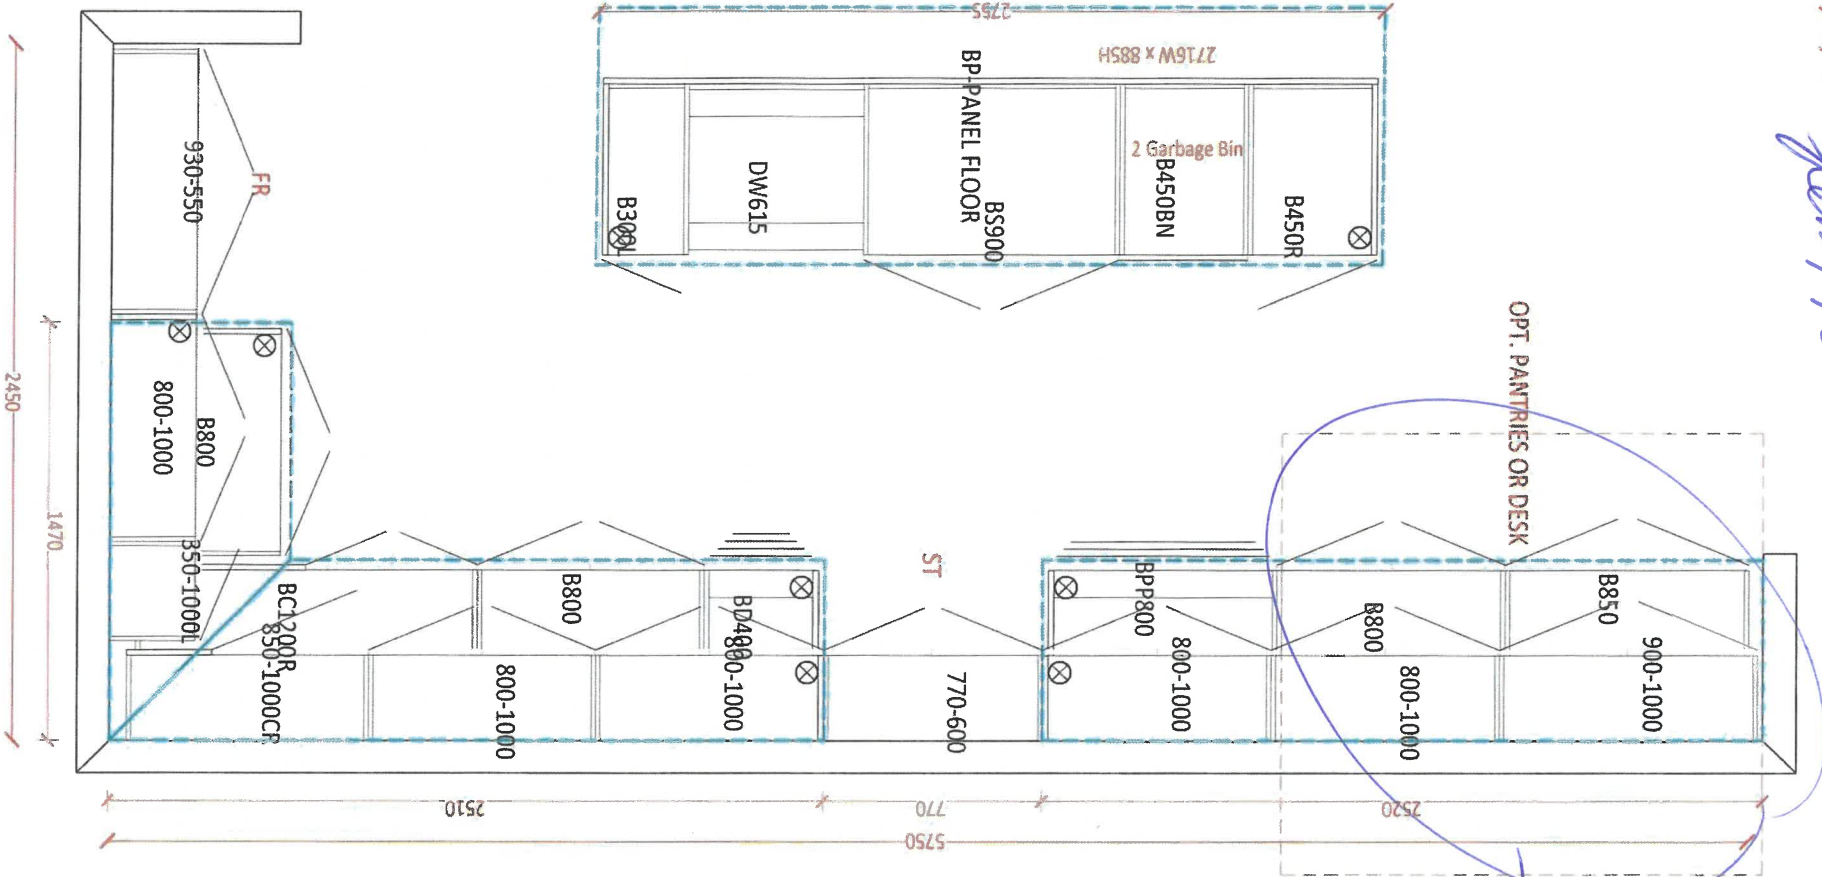 2755
2716W x 885H
BP-PANEL FLOOR
2 Garbage Bin
B300L
DW615
BS900
B450BN
B450R
930-550
FR
OPT. PANTRIES OR DESK
2450
1470
800-1000
B800
350-1000L
BC1200R
850-1000CR
B800
800-1000
BD400
800-1000
ST
770-600
BPP800
800-1000
B800
800-1000
B850
900-1000
2510
770
2520
5750